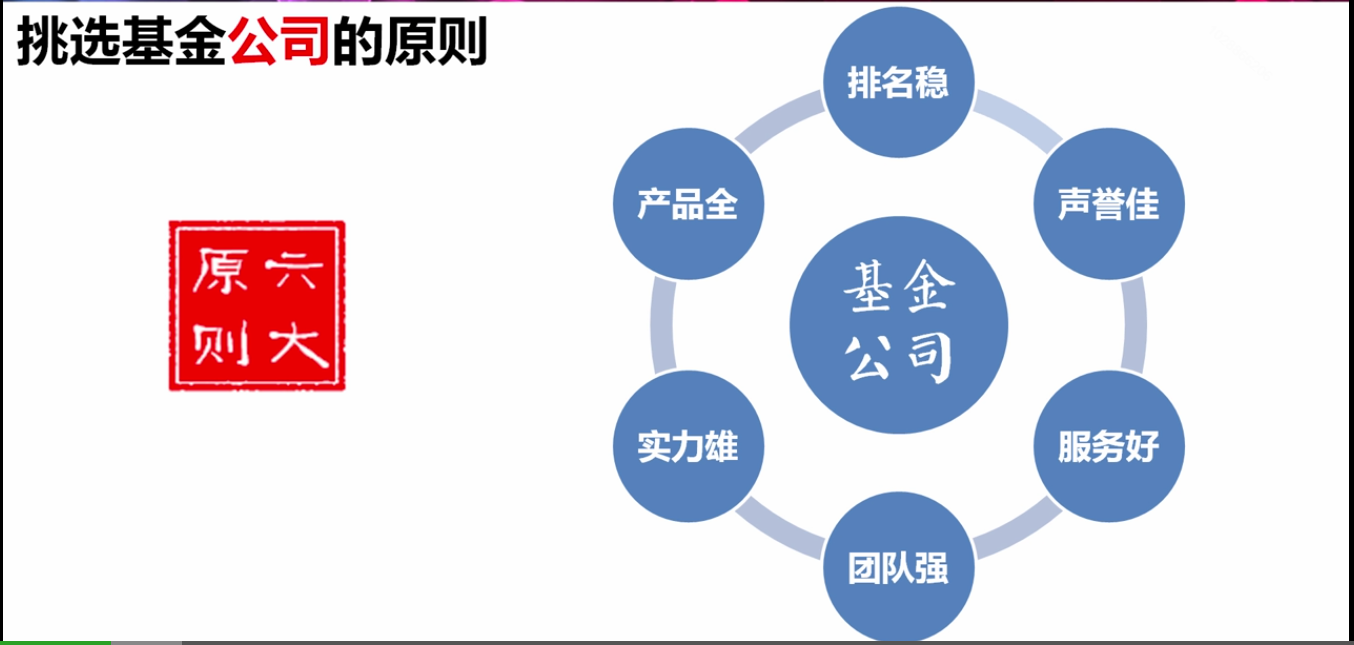 挑选基金公司的原则
六大
原则
排名稳
声誉佳
服务好
团队强
实力雄
产品全
基金
公司